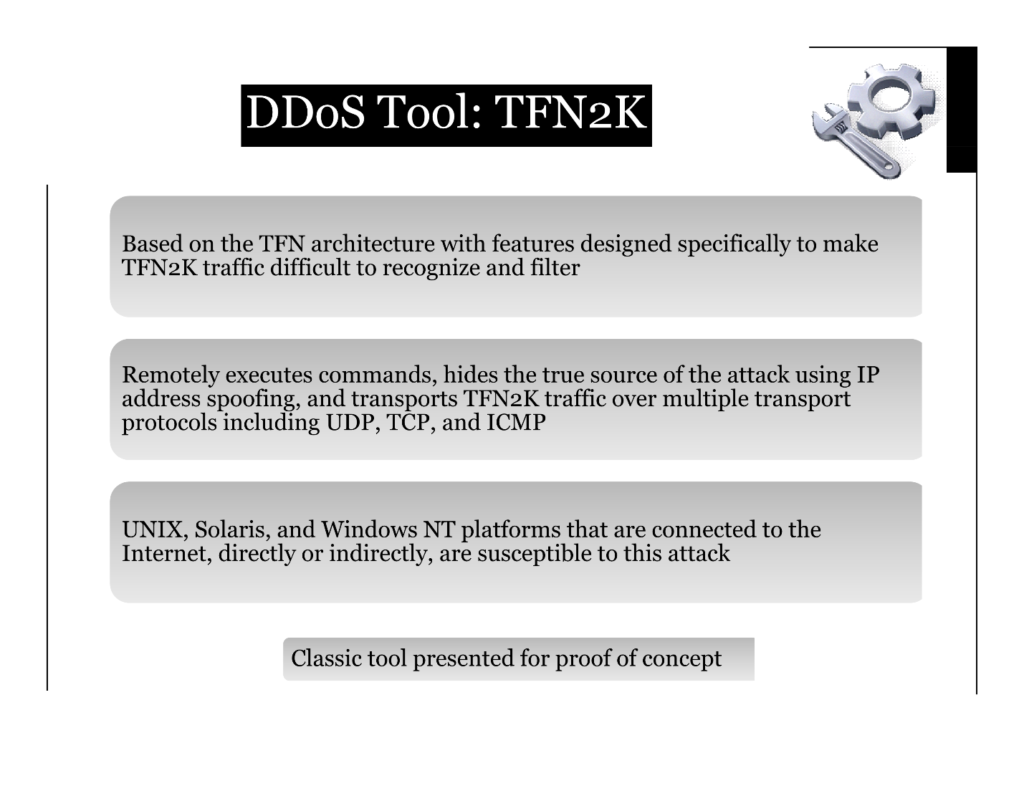 DDoS Tool: TFN2K
Based on the TFN architecture with features designed specifically to make
TFN2K traffic difficult to recognize and filter
Remotely executes commands, hides the true source of the attack using IP
address spoofing, and transports TFN2K traffic over multiple transport
protocols including UDP, TCP, and ICMP
UNIX, Solaris, and Windows NT platforms that are connected to the
Internet, directly or indirectly, are susceptible to this attack
Classic tool presented for proof of concept